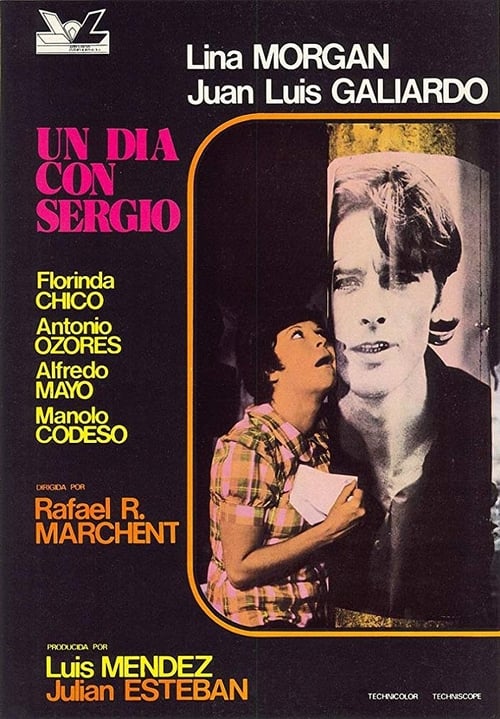 Lina MORGAN
Juan Luis GALIARDO
UN DIA
CON
SERGIO
Florinda
CHICO
Antonio
OZORES
Alfredo
MAYO
Manolo
CODESO
DIRIGIDA POR
Rafael R.
MARCHENT
PRODUCIDA POR
Luis MENDEZ
Julian ESTEBAN
TECHNICOLOR TECHNISCOPE